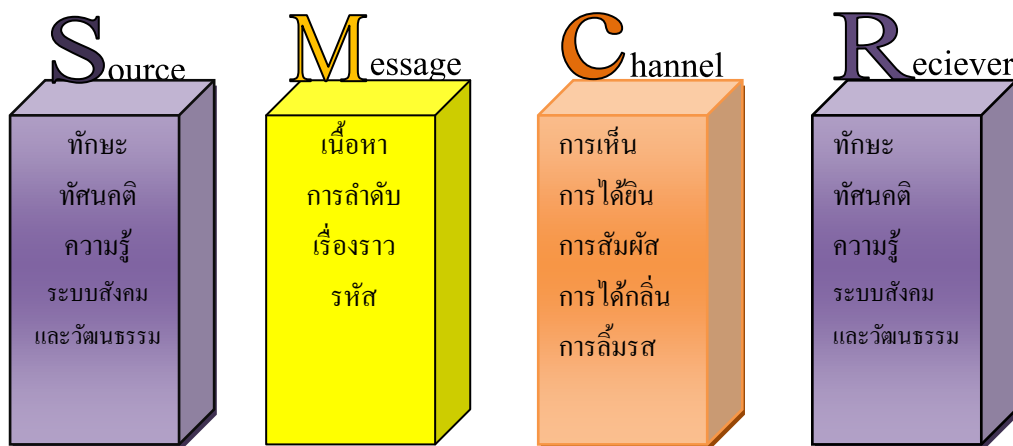 Source
ทักษะ
ทัศนคติ
ความรู้
ระบบสังคม
และวัฒนธรรม
Message
เนื้อหา
การลำดับ
เรื่องราว
รหัส
Channel
การเห็น
การได้ยิน
การสัมผัส
การได้กลิ่น
การลิ้มรส
Reciever
ทักษะ
ทัศนคติ
ความรู้
ระบบสังคม
และวัฒนธรรม